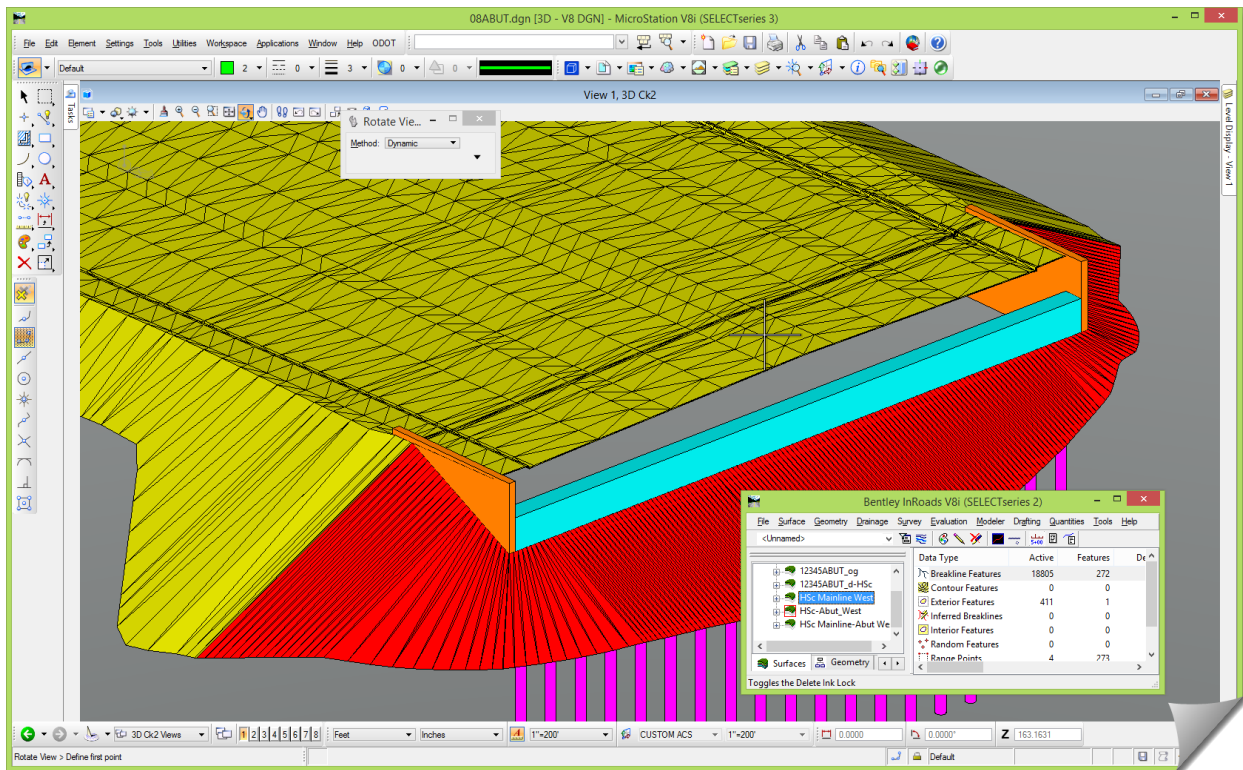 08ABUT.dgn [3D - V8 DGN] - MicroStation V8i (SELECTseries 3)
File Edit Element Settings Tools Utilities Workspace Applications Window Help ODOT
Default 2 0 3 0 0
View 1, 3D Ck2
Tasks
Level Display - View 1
Rotate Vie...
Method: Dynamic
Bentley InRoads V8i (SELECTseries 2)
File Surface Geometry Drainage Survey Evaluation Modeler Drafting Quantities Tools Help
<Unnamed>
Data Type Active Features De
12345ABUT_og
12345ABUT_d-HSc
HSc Mainline West
HSc-Abut_West
HSc Mainline-Abut We
Breakline Features 18805 272
Contour Features 0 0
Exterior Features 411 1
Inferred Breaklines 0 0
Interior Features 0 0
Random Features 0 0
Range Points 4 273
Surfaces Geometry
Toggles the Delete Ink Lock
3D Ck2 Views 1 2 3 4 5 6 7 8 Feet Inches 1"=200' CUSTOM ACS 1"=200' 0.0000 0.0000° Z 163.1631
Rotate View > Define first point Default